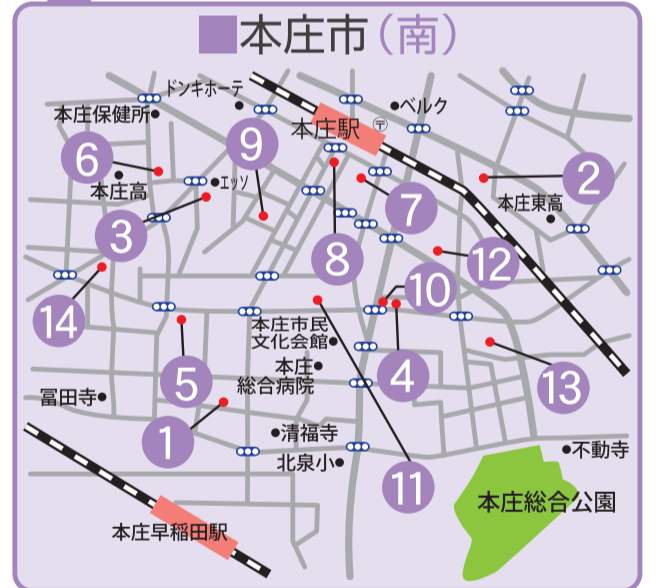 ■本庄市(南)
ドンキホーテ
本庄保健所
ベルク
本庄駅
〒
9
6
本庄高
エッソ
2
7
本庄東高
3
8
12
10
14
本庄市民
文化会館
本庄
総合病院
4
5
13
冨田寺
1
清福寺
不動寺
北泉小
11
本庄総合公園
本庄早稲田駅